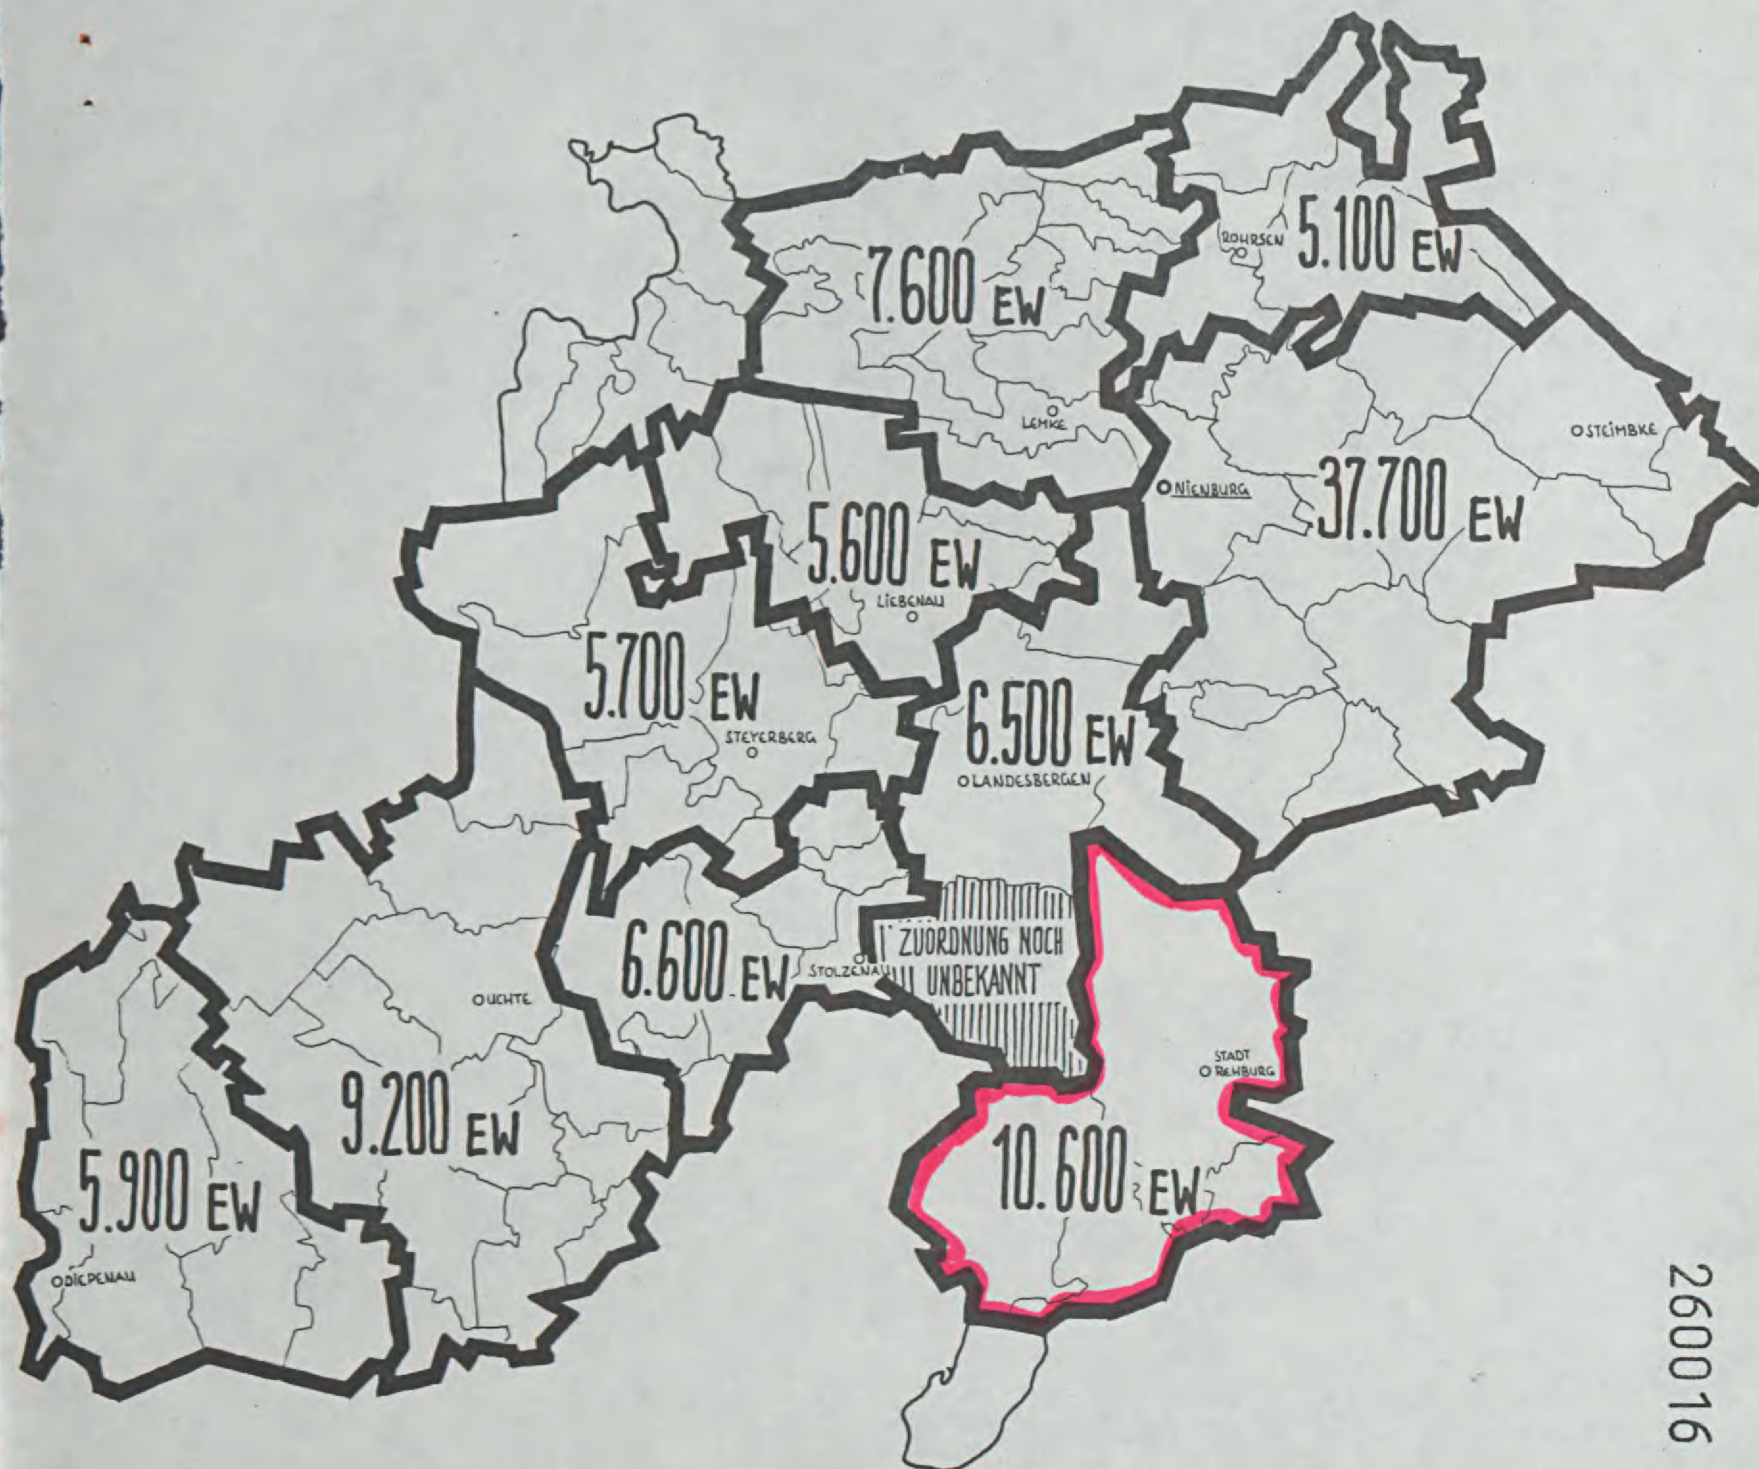 ROHRSEN
5.100 EW
7.600 EW
LEMKE
STEIMBKE
NIENBURG
37.700 EW
5.600 EW
LIEBENAU
5.700 EW
STEYERBERG
6.500 EW
LANDESBERGEN
ZUORDNUNG NOCH
UNBEKANNT
6.600 EW
STOLZENAU
UCHTE
STADT
REHBURG
9.200 EW
10.600 EW
5.900 EW
DIEPENAU
260016